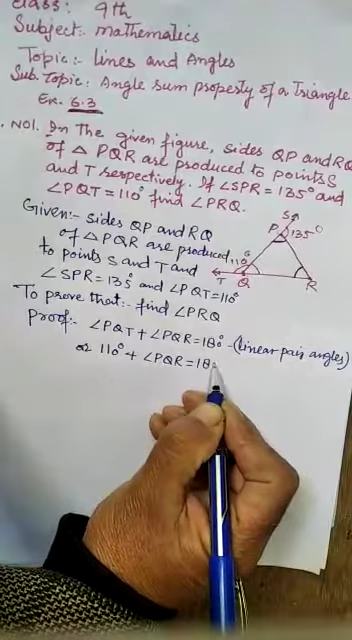 Class: 9th
Subject:- mathematics
Topic:- lines and Angles
Sub. Topic:- Angle sum property of a Triangle
Ex. 6.3
No1. In the given figure, sides QP and RQ
of △ PQR are produced to points S
and T respectively. If ∠SPR = 135° and
∠PQT = 110° find ∠PRQ.
Given:- sides QP and RQ
of △PQR are produced
to points S and T and
∠SPR = 135° and ∠PQT = 110°
S
P 135°
110°
T Q R
To prove that:- find ∠PRQ
Proof:- ∠PQT + ∠PQR = 180° - (linear pair angles)
or 110° + ∠PQR = 18